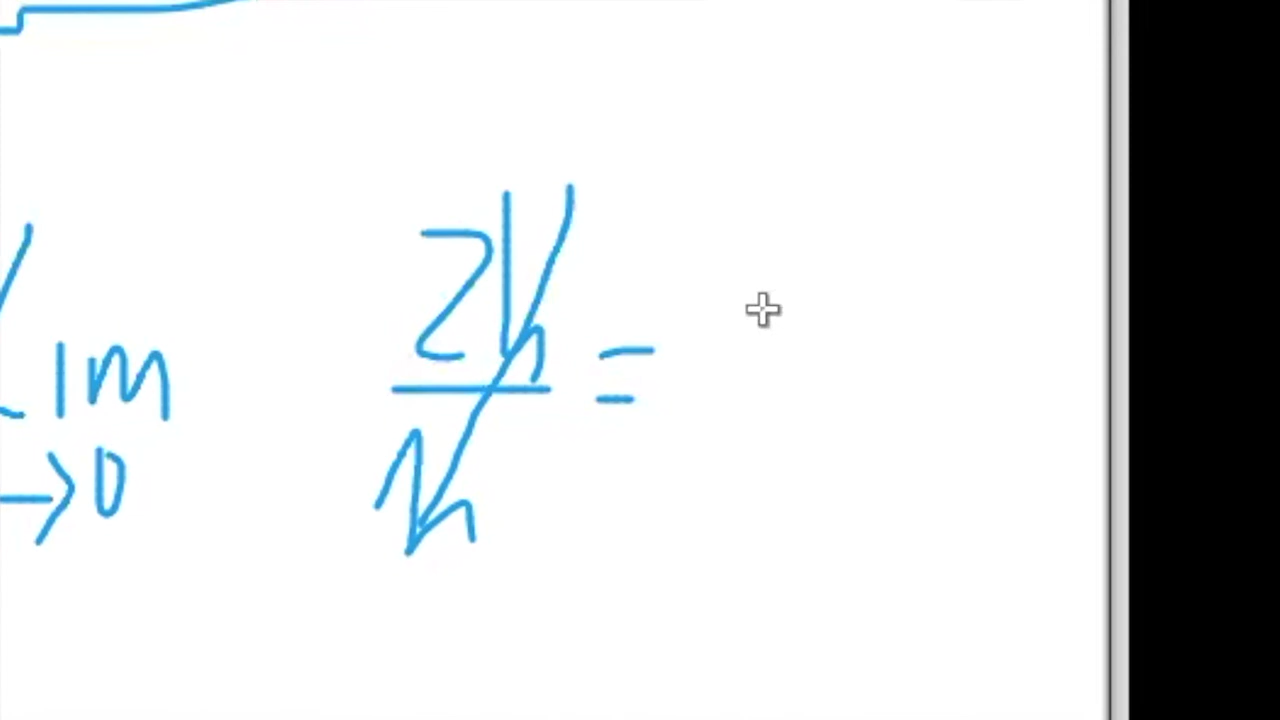 lim 2h/h =
→0